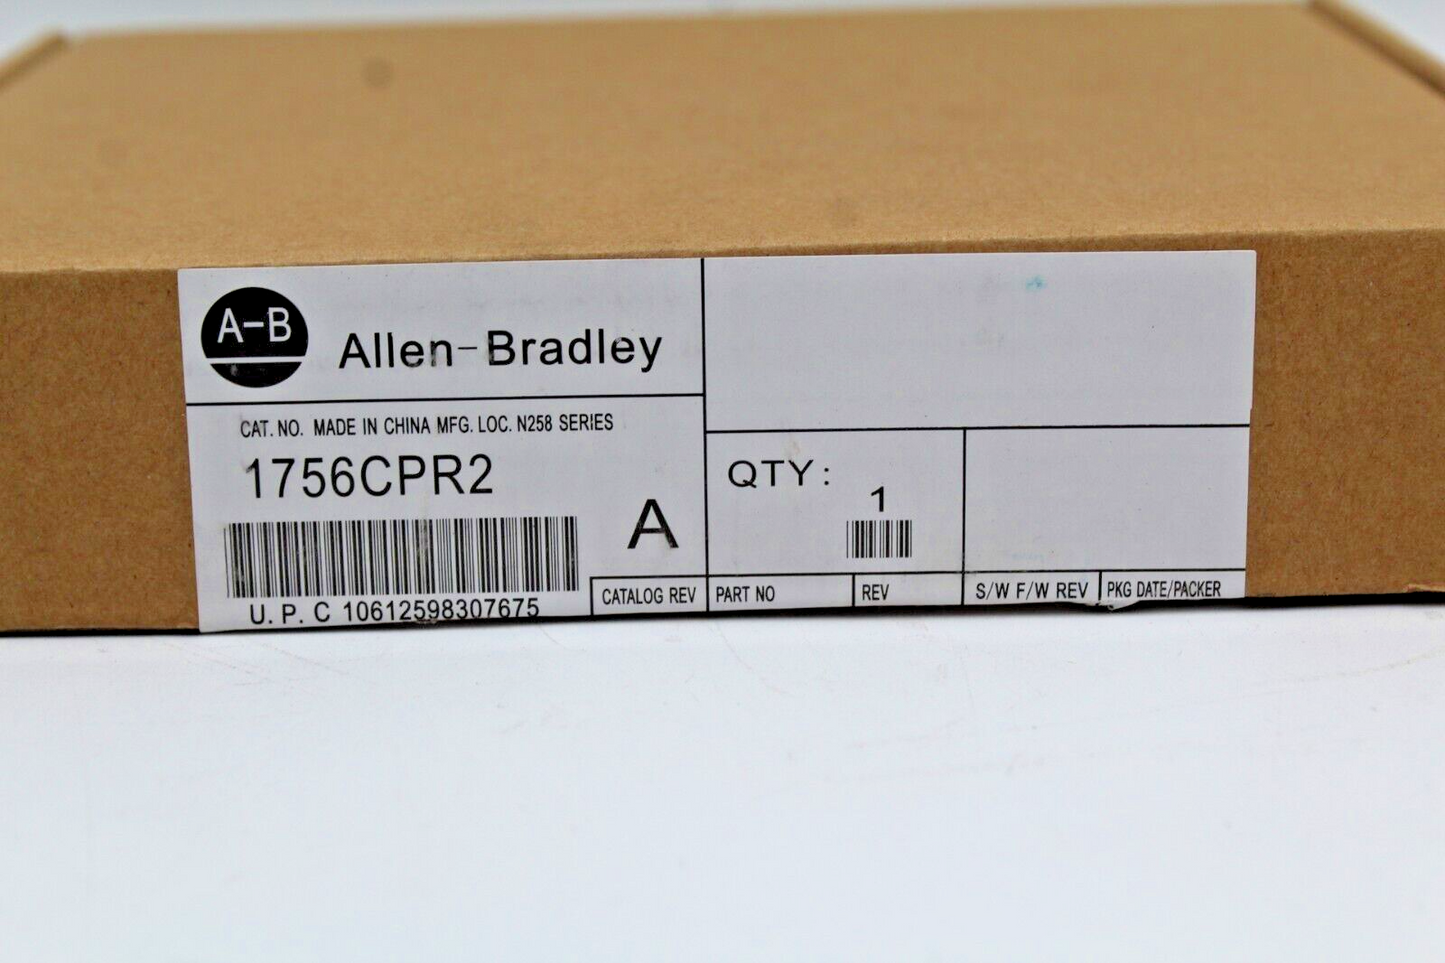 A-B
Allen-Bradley
CAT. NO. MADE IN CHINA MFG. LOC. N258 SERIES
1756CPR2
A
U. P. C 10612598307675
CATALOG REV
QTY:
1
PART NO
REV
S/W F/W REV
PKG DATE/PACKER